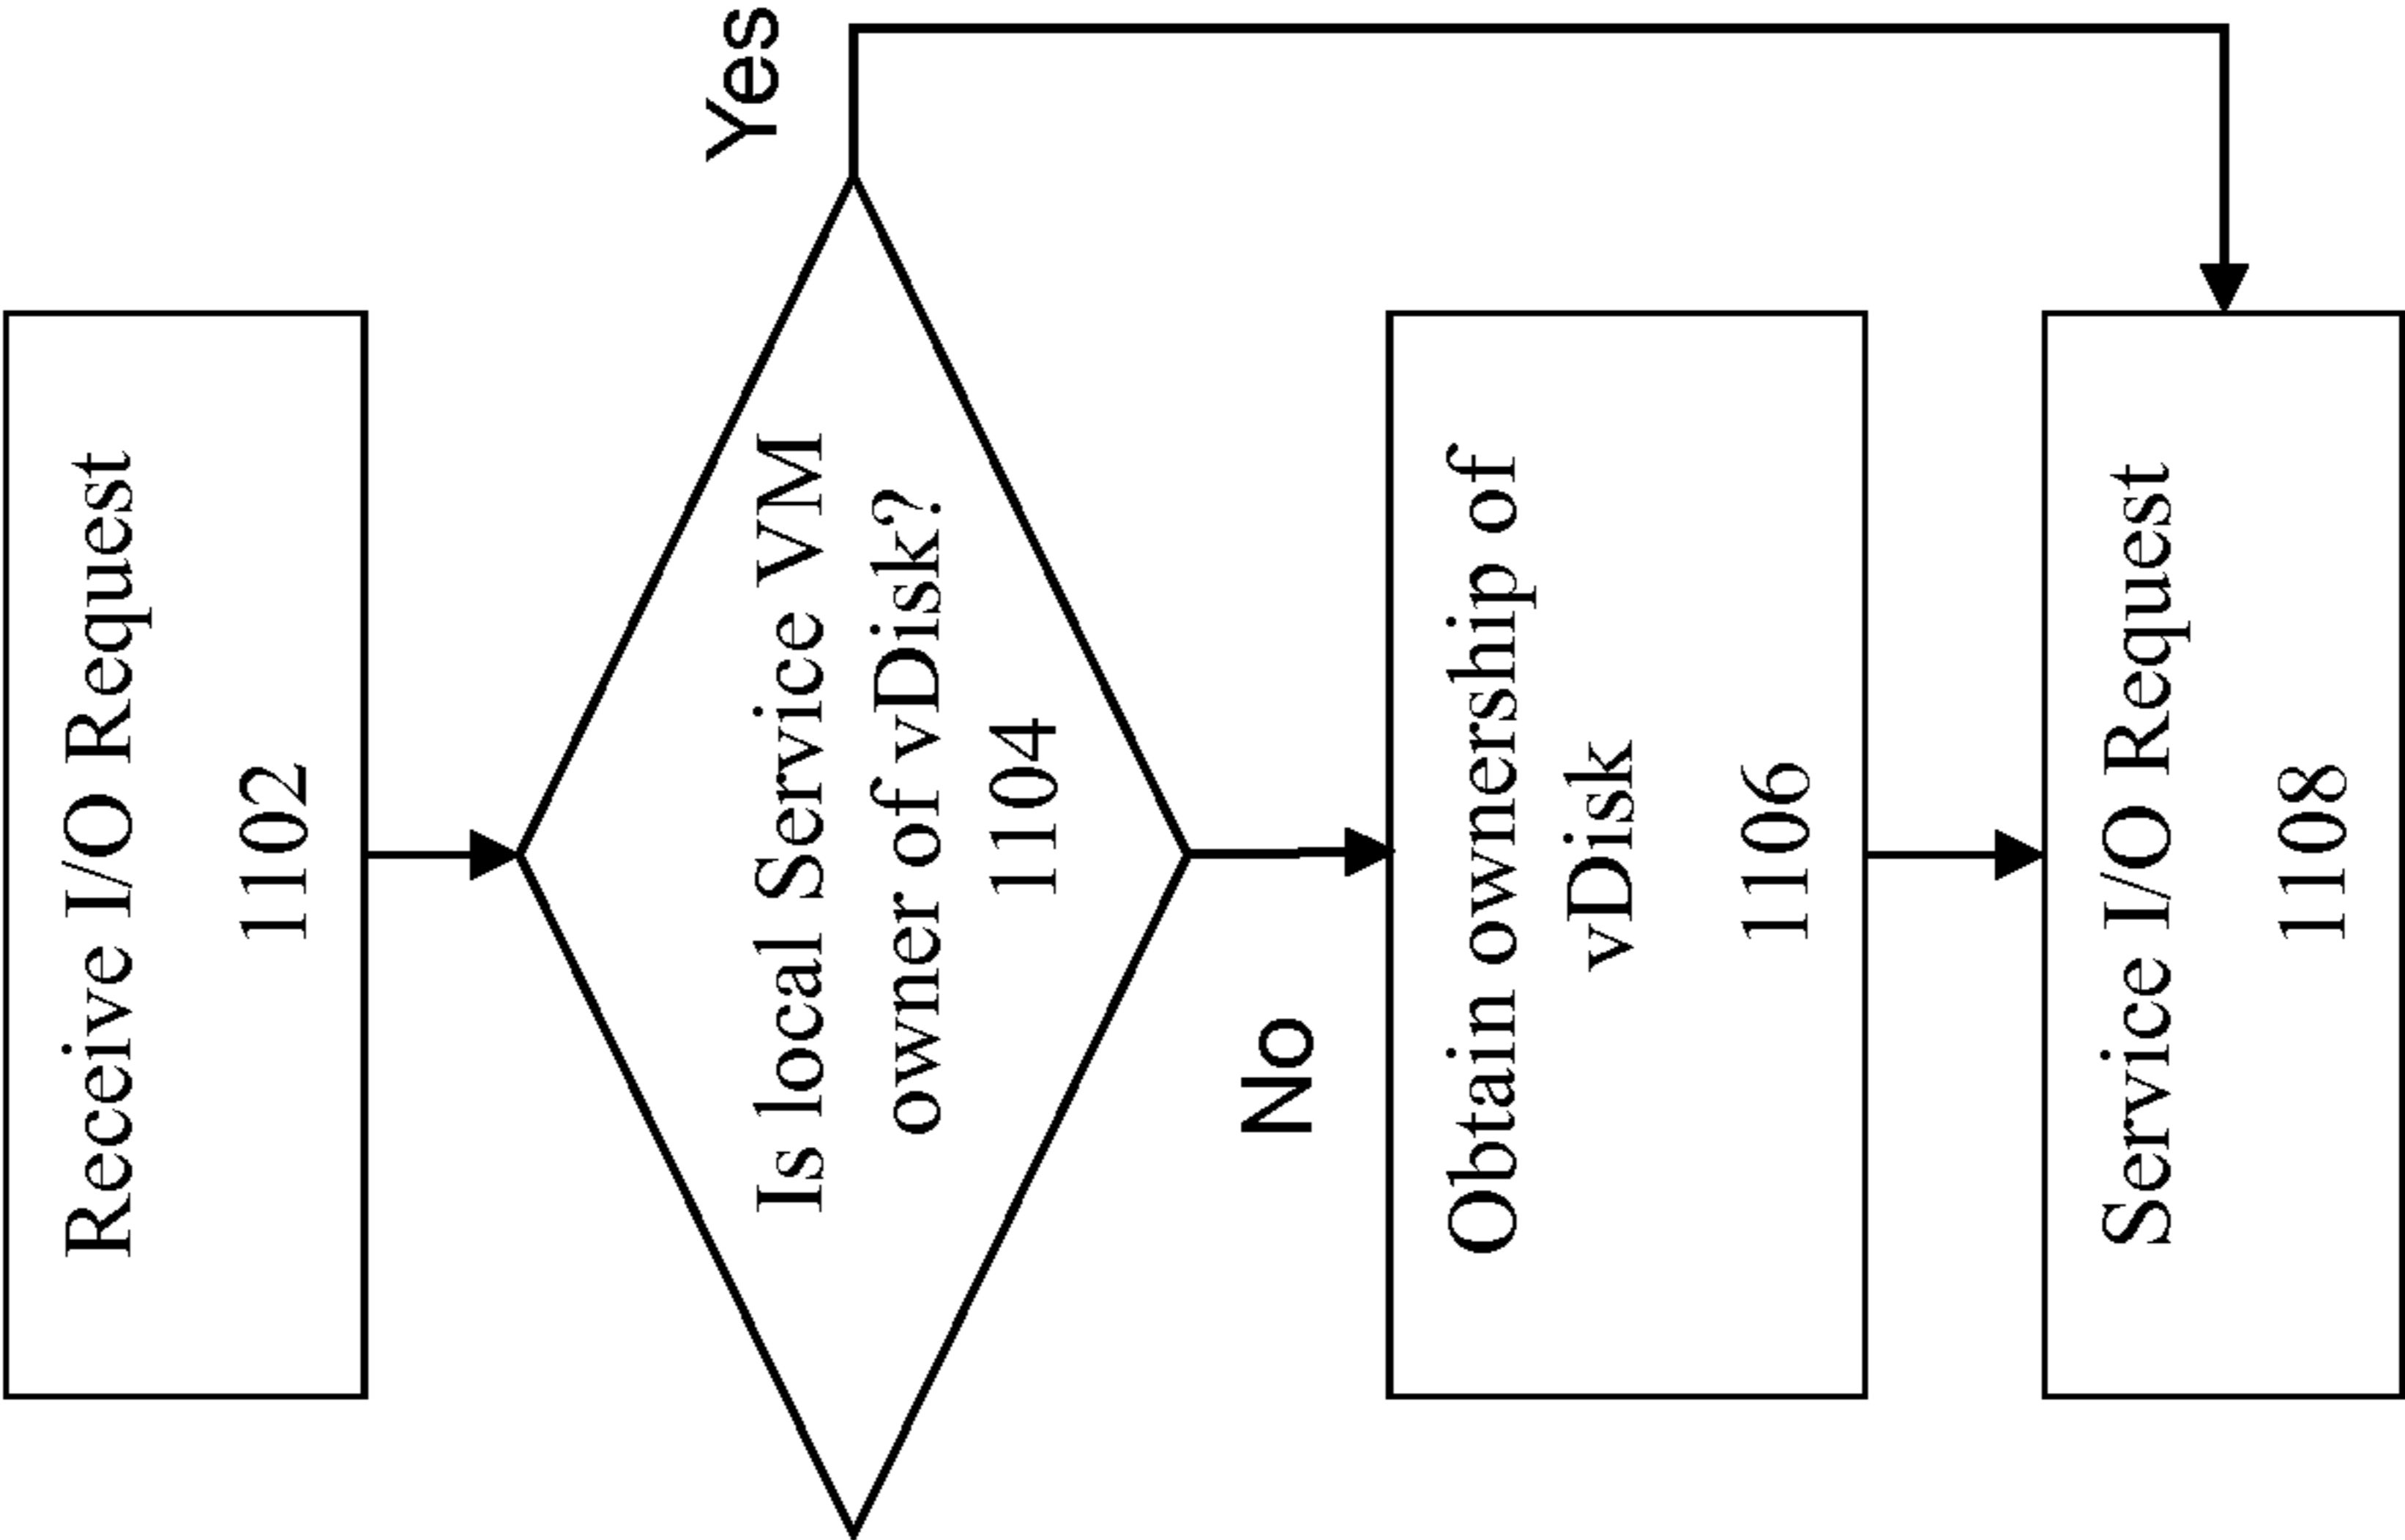 Receive I/O Request
1102
Yes
Is local Service VM
owner of vDisk?
1104
No
Obtain ownership of
vDisk
1106
Service I/O Request
1108